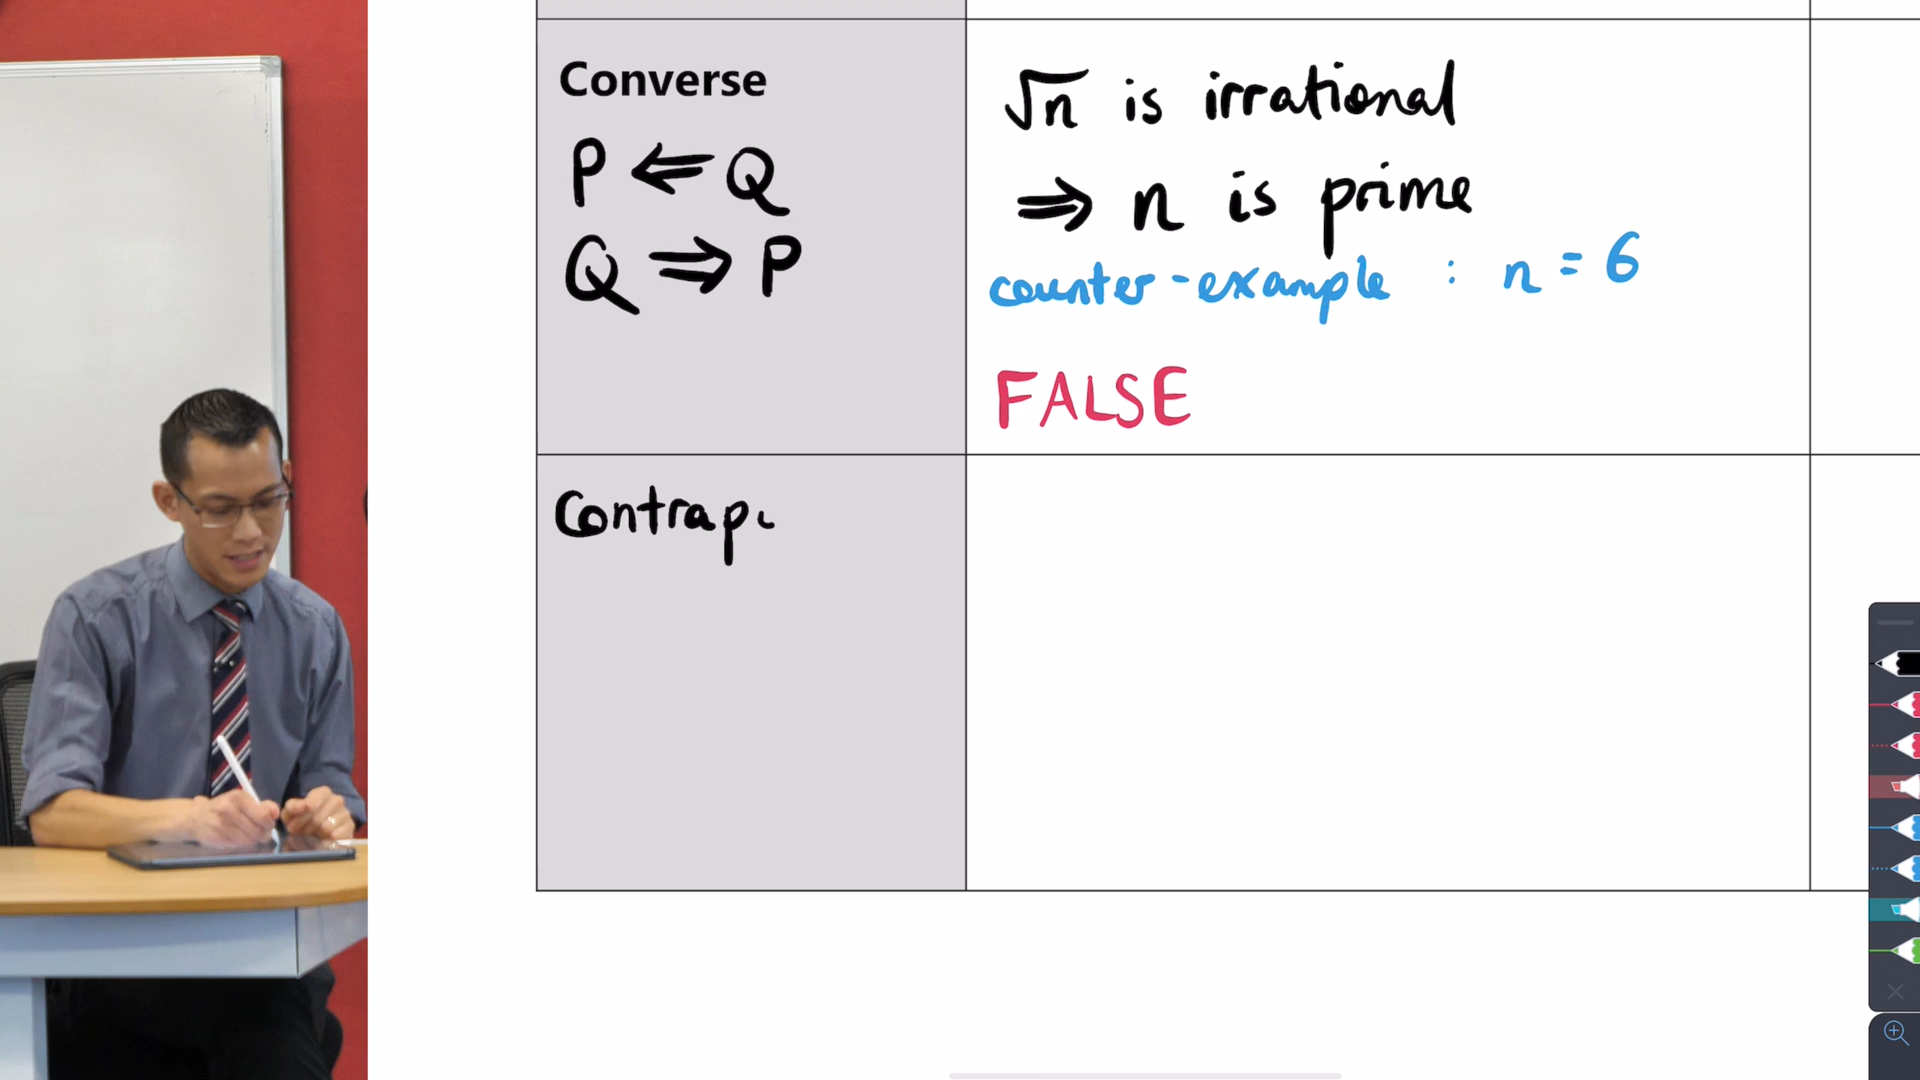 Converse
P ⇐ Q
Q ⇒ P
√n is irrational
⇒ n is prime
counter-example : n = 6
FALSE
Contrap